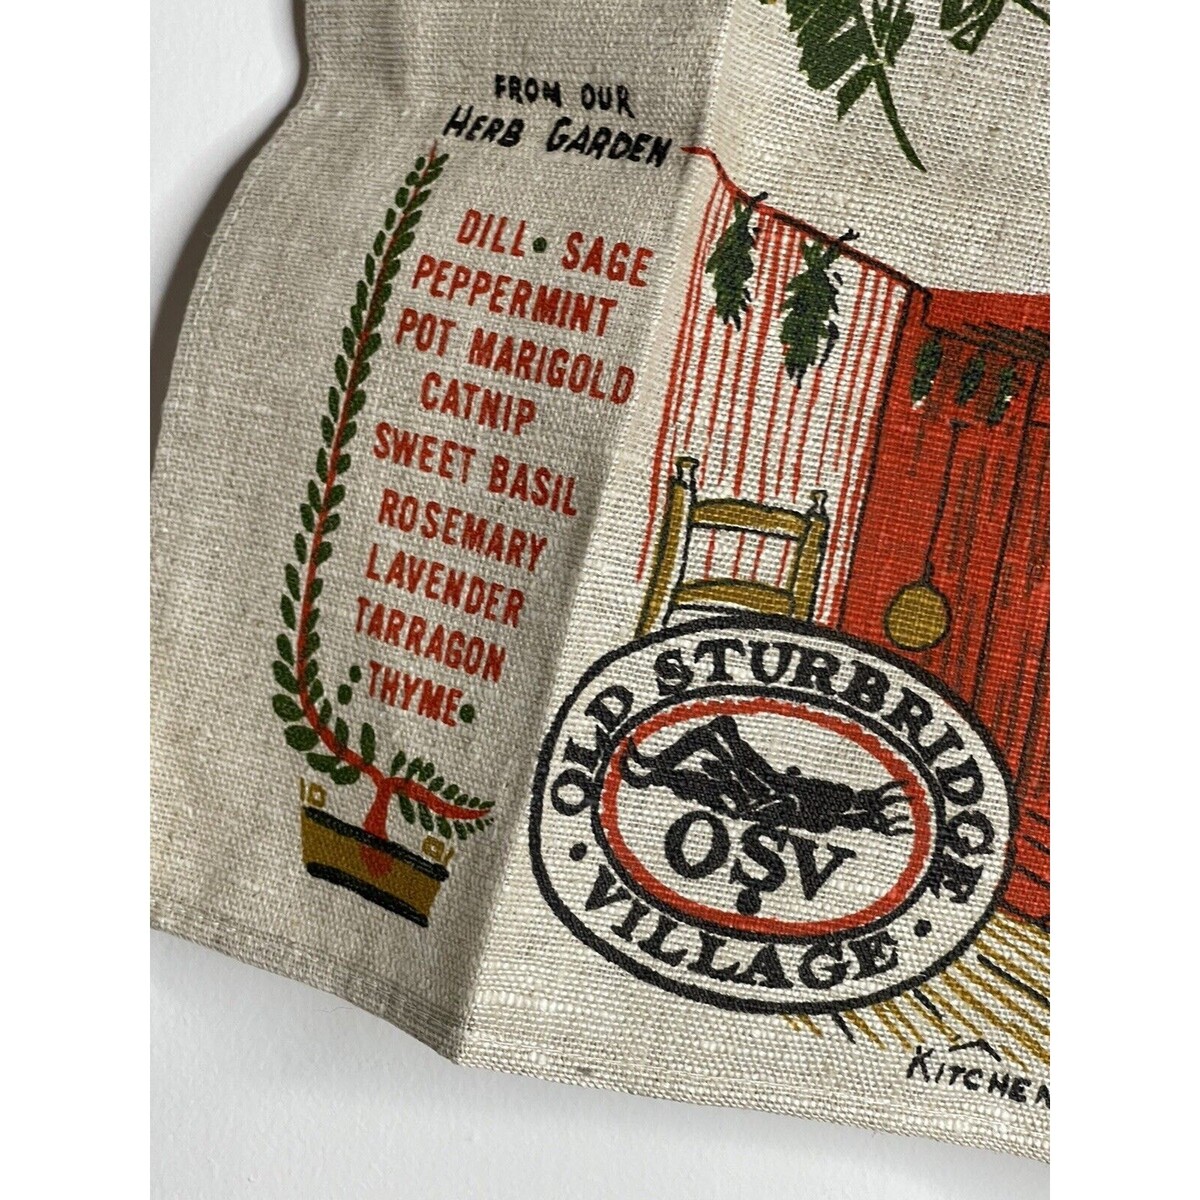 FROM OUR
HERB GARDEN
DILL • SAGE
PEPPERMINT
POT MARIGOLD
CATNIP
SWEET BASIL
ROSEMARY
LAVENDER
TARRAGON
• THYME •
OLD STURBRIDGE
OSV
• VILLAGE •
KITCHEN